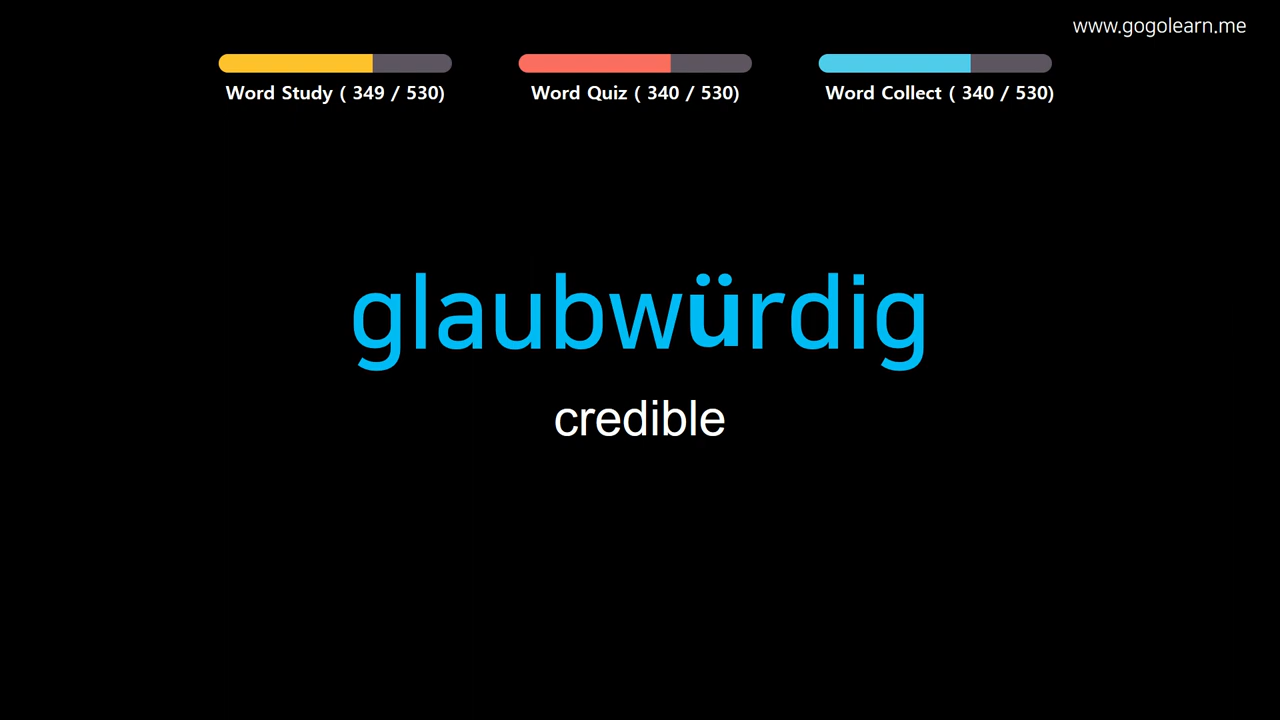 www.gogolearn.me
Word Study ( 349 / 530)
Word Quiz ( 340 / 530)
Word Collect ( 340 / 530)
glaubwürdig
credible